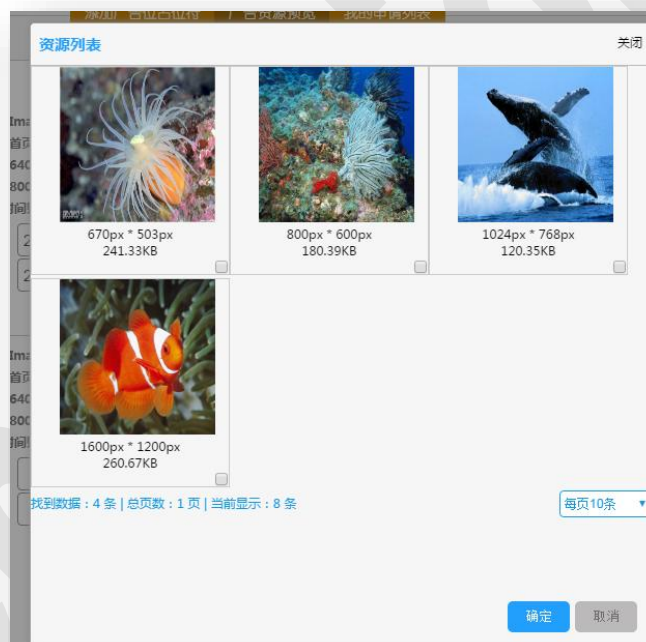 资源列表
关闭
670px * 503px
241.33KB
800px * 600px
180.39KB
1024px * 768px
120.35KB
1600px * 1200px
260.67KB
找到数据：4 条 | 总页数：1 页 | 当前显示：8 条
每页10条
确定
取消